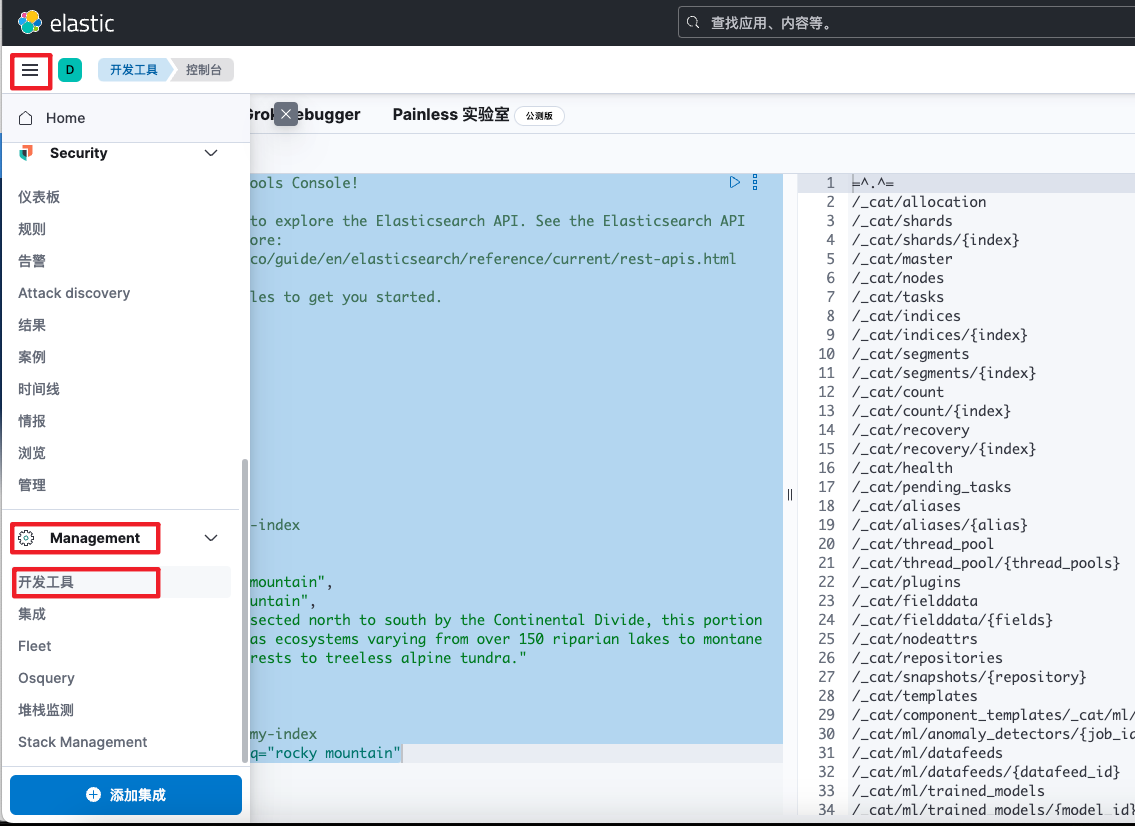 elastic
查找应用、内容等。
D
开发工具
控制台
Home
Security
仪表板
规则
告警
Attack discovery
结果
案例
时间线
情报
浏览
管理
Management
开发工具
集成
Fleet
Osquery
堆栈监测
Stack Management
添加集成
ebugger
Painless 实验室
公测版
ools Console!
to explore the Elasticsearch API. See the Elasticsearch API
ore:
co/guide/en/elasticsearch/reference/current/rest-apis.html
les to get you started.
-index
mountain",
untain",
sected north to south by the Continental Divide, this portion
as ecosystems varying from over 150 riparian lakes to montane
rests to treeless alpine tundra."
my-index
q="rocky mountain"
1 =^.^=
2 /_cat/allocation
3 /_cat/shards
4 /_cat/shards/{index}
5 /_cat/master
6 /_cat/nodes
7 /_cat/tasks
8 /_cat/indices
9 /_cat/indices/{index}
10 /_cat/segments
11 /_cat/segments/{index}
12 /_cat/count
13 /_cat/count/{index}
14 /_cat/recovery
15 /_cat/recovery/{index}
16 /_cat/health
17 /_cat/pending_tasks
18 /_cat/aliases
19 /_cat/aliases/{alias}
20 /_cat/thread_pool
21 /_cat/thread_pool/{thread_pools}
22 /_cat/plugins
23 /_cat/fielddata
24 /_cat/fielddata/{fields}
25 /_cat/nodeattrs
26 /_cat/repositories
27 /_cat/snapshots/{repository}
28 /_cat/templates
29 /_cat/component_templates/_cat/ml/
30 /_cat/ml/anomaly_detectors/{job_id
31 /_cat/ml/datafeeds
32 /_cat/ml/datafeeds/{datafeed_id}
33 /_cat/ml/trained_models
34 /_cat/ml/trained_models/{model_id}